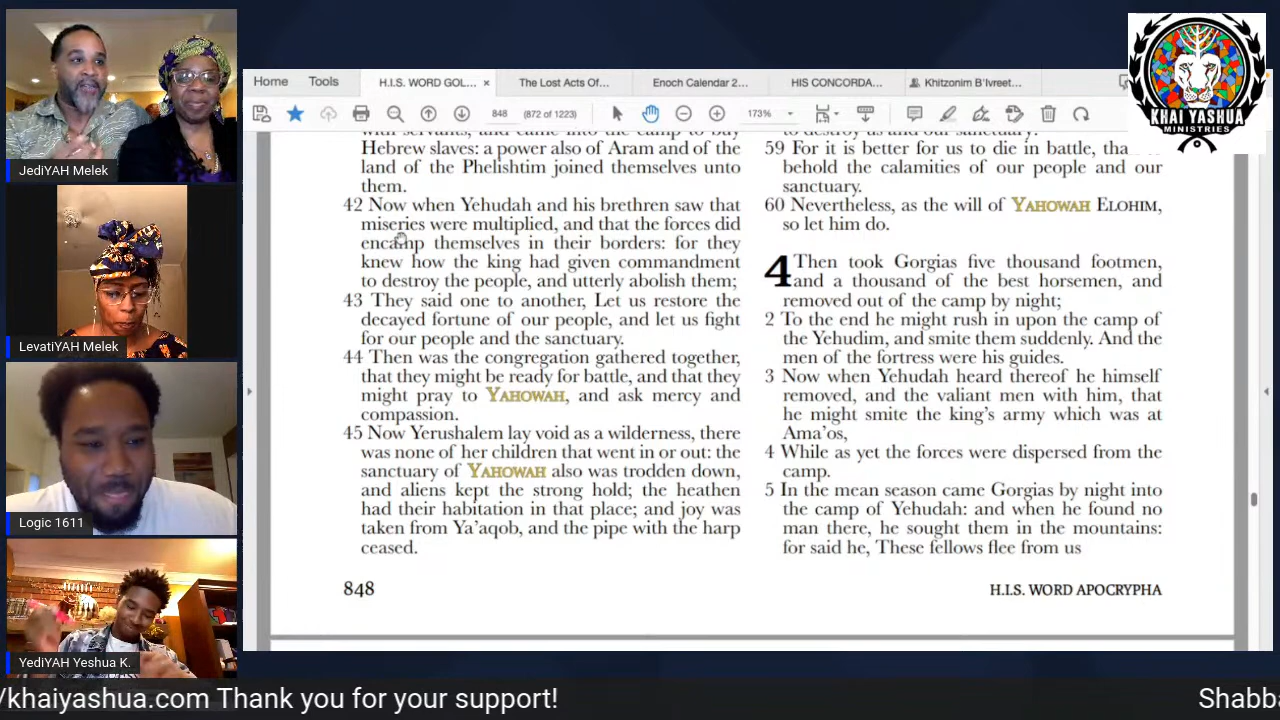 JediYAH Melek
LevatiYAH Melek
Logic 1611
YediYAH Yeshua K.
KHAI YASHUA
MINISTRIES
Home Tools H.I.S. WORD GOL... × The Lost Acts Of... Enoch Calendar 2... HIS CONCORDA... Khitzonim B'Ivreet...
848 (872 of 1223) 173%
with servants, and came into the camp to buy
Hebrew slaves: a power also of Aram and of the
land of the Phelishtim joined themselves unto
them.
42 Now when Yehudah and his brethren saw that
miseries were multiplied, and that the forces did
encamp themselves in their borders: for they
knew how the king had given commandment
to destroy the people, and utterly abolish them;
43 They said one to another, Let us restore the
decayed fortune of our people, and let us fight
for our people and the sanctuary.
44 Then was the congregation gathered together,
that they might be ready for battle, and that they
might pray to YAHOWAH, and ask mercy and
compassion.
45 Now Yerushalem lay void as a wilderness, there
was none of her children that went in or out: the
sanctuary of YAHOWAH also was trodden down,
and aliens kept the strong hold; the heathen
had their habitation in that place; and joy was
taken from Ya'aqob, and the pipe with the harp
ceased.
848
to destroy us and our sanctuary.
59 For it is better for us to die in battle,
behold the calamities of our people and our
sanctuary.
60 Nevertheless, as the will of YAHOWAH ELOHIM,
so let him do.
4 Then took Gorgias five thousand footmen,
and a thousand of the best horsemen, and
removed out of the camp by night;
2 To the end he might rush in upon the camp of
the Yehudim, and smite them suddenly. And the
men of the fortress were his guides.
3 Now when Yehudah heard thereof he himself
removed, and the valiant men with him, that
he might smite the king's army which was at
Ama'os,
4 While as yet the forces were dispersed from the
camp.
5 In the mean season came Gorgias by night into
the camp of Yehudah: and when he found no
man there, he sought them in the mountains:
for said he, These fellows flee from us
H.I.S. WORD APOCRYPHA
/khaiyashua.com Thank you for your support! Shabb